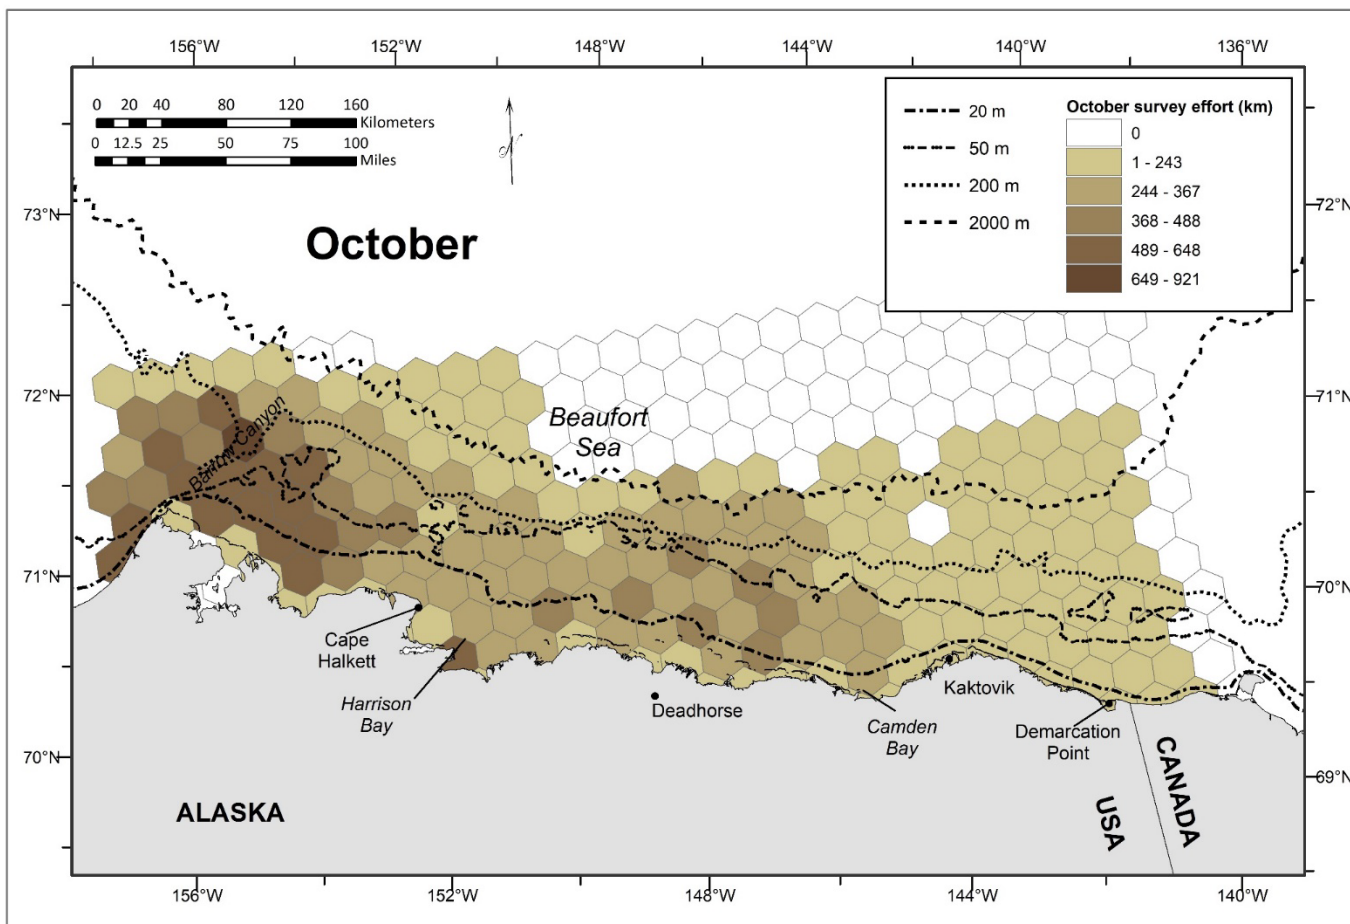 156°W 152°W 148°W 144°W 140°W 136°W
0 20 40 80 120 160
Kilometers
0 12.5 25 50 75 100
Miles
N
20 m
50 m
200 m
2000 m
October survey effort (km)
0
1 - 243
244 - 367
368 - 488
489 - 648
649 - 921
73°N
72°N
October
72°N
71°N
Barrow Canyon
Beaufort
Sea
71°N
70°N
Cape
Halkett
Harrison
Bay
Deadhorse
Camden
Bay
Kaktovik
Demarcation
Point
70°N
69°N
ALASKA
USA
CANADA
156°W 152°W 148°W 144°W 140°W